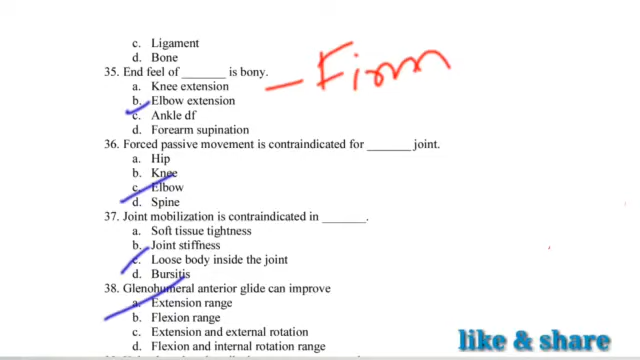 c. Ligament
d. Bone
35. End feel of _______ is bony.
– Firm
a. Knee extension
b. Elbow extension
c. Ankle df
d. Forearm supination
36. Forced passive movement is contraindicated for _______ joint.
a. Hip
b. Knee
c. Elbow
d. Spine
37. Joint mobilization is contraindicated in _______.
a. Soft tissue tightness
b. Joint stiffness
c. Loose body inside the joint
d. Bursitis
38. Glenohumeral anterior glide can improve
a. Extension range
b. Flexion range
c. Extension and external rotation
d. Flexion and internal rotation range
like & share